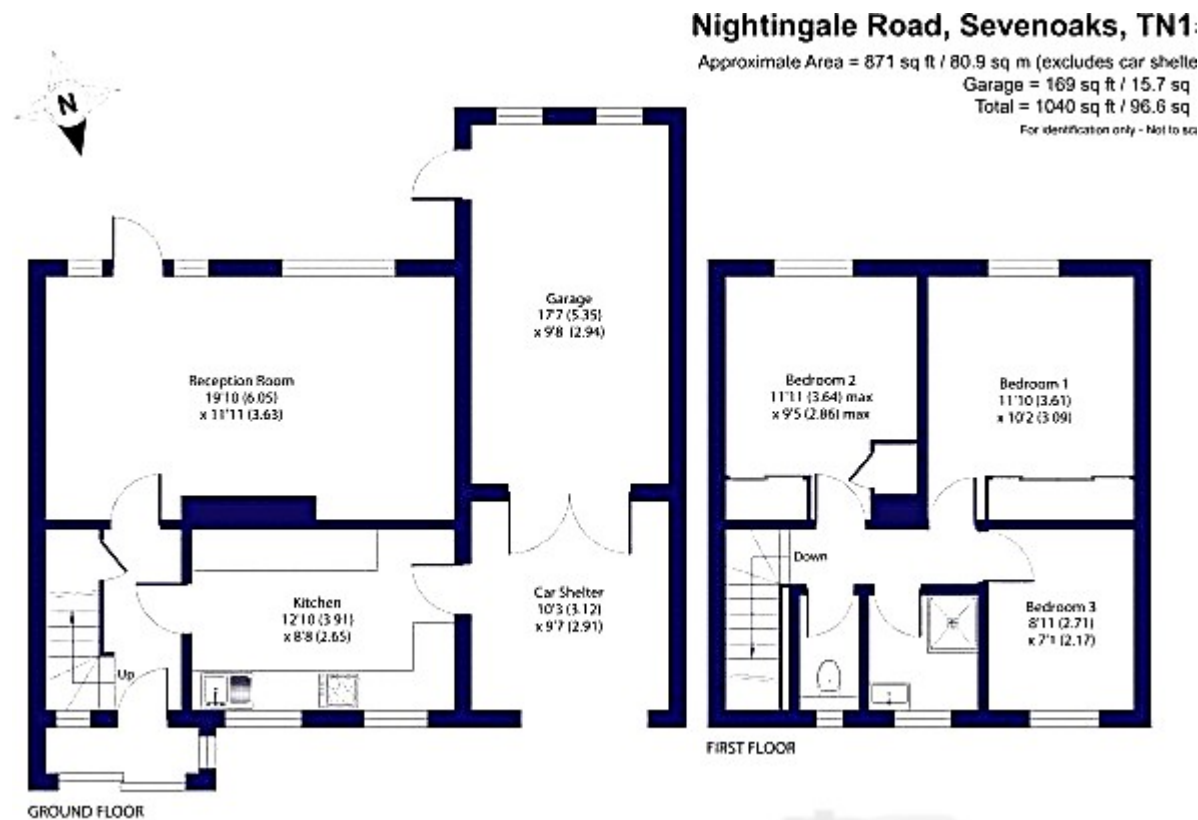 Nightingale Road, Sevenoaks,
Approximate Area = 871 sq ft / 80.9 sq m (excludes car
Garage = 169 sq ft / 15.7 sq
Total = 1040 sq ft / 96.6 sq
For identification only - Not to
N
Garage
17'7 (5.35)
x 9'8 (2.94)
Reception Room
19'10 (6.05)
x 11'11 (3.63)
Bedroom 2
11'11 (3.64) max
x 9'5 (2.86) max
Bedroom 1
11'10 (3.61)
x 10'2 (3.09)
Down
Kitchen
12'10 (3.91)
x 8'8 (2.65)
Car Shelter
10'3 (3.12)
x 9'7 (2.91)
Bedroom 3
8'11 (2.71)
x 7'1 (2.17)
Up
FIRST FLOOR
GROUND FLOOR